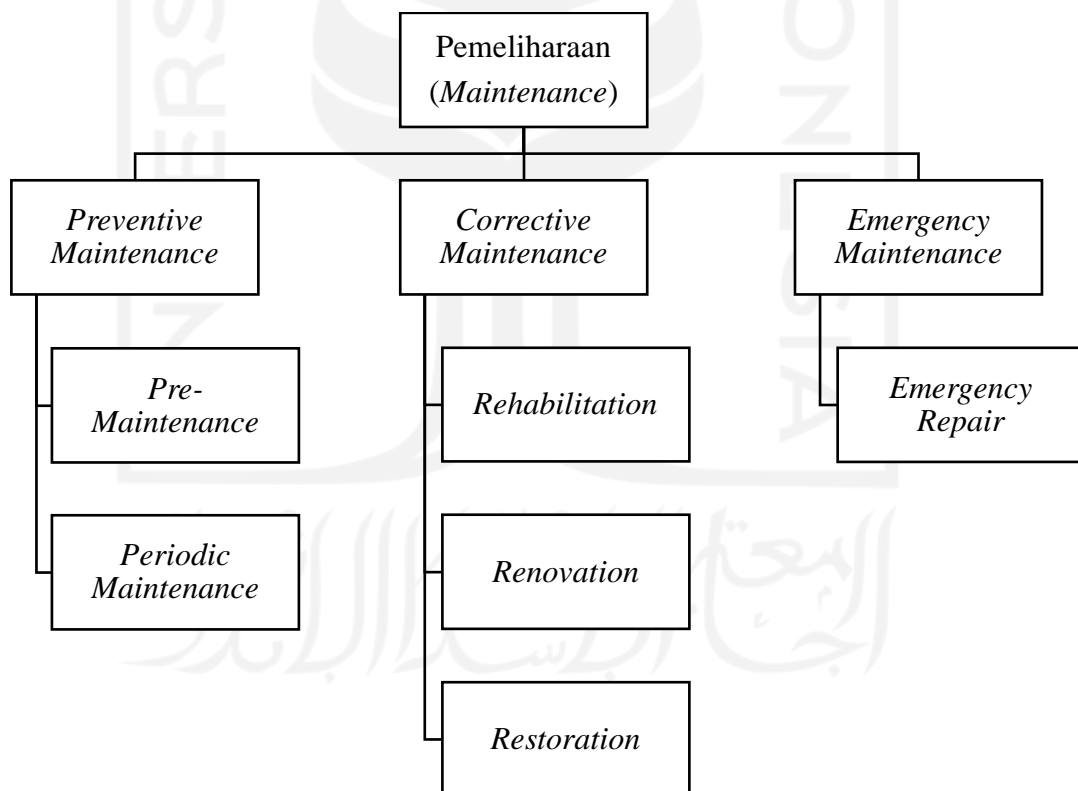 Pemeliharaan
(Maintenance)
Preventive
Maintenance
Corrective
Maintenance
Emergency
Maintenance
Pre-
Maintenance
Rehabilitation
Emergency
Repair
Periodic
Maintenance
Renovation
Restoration